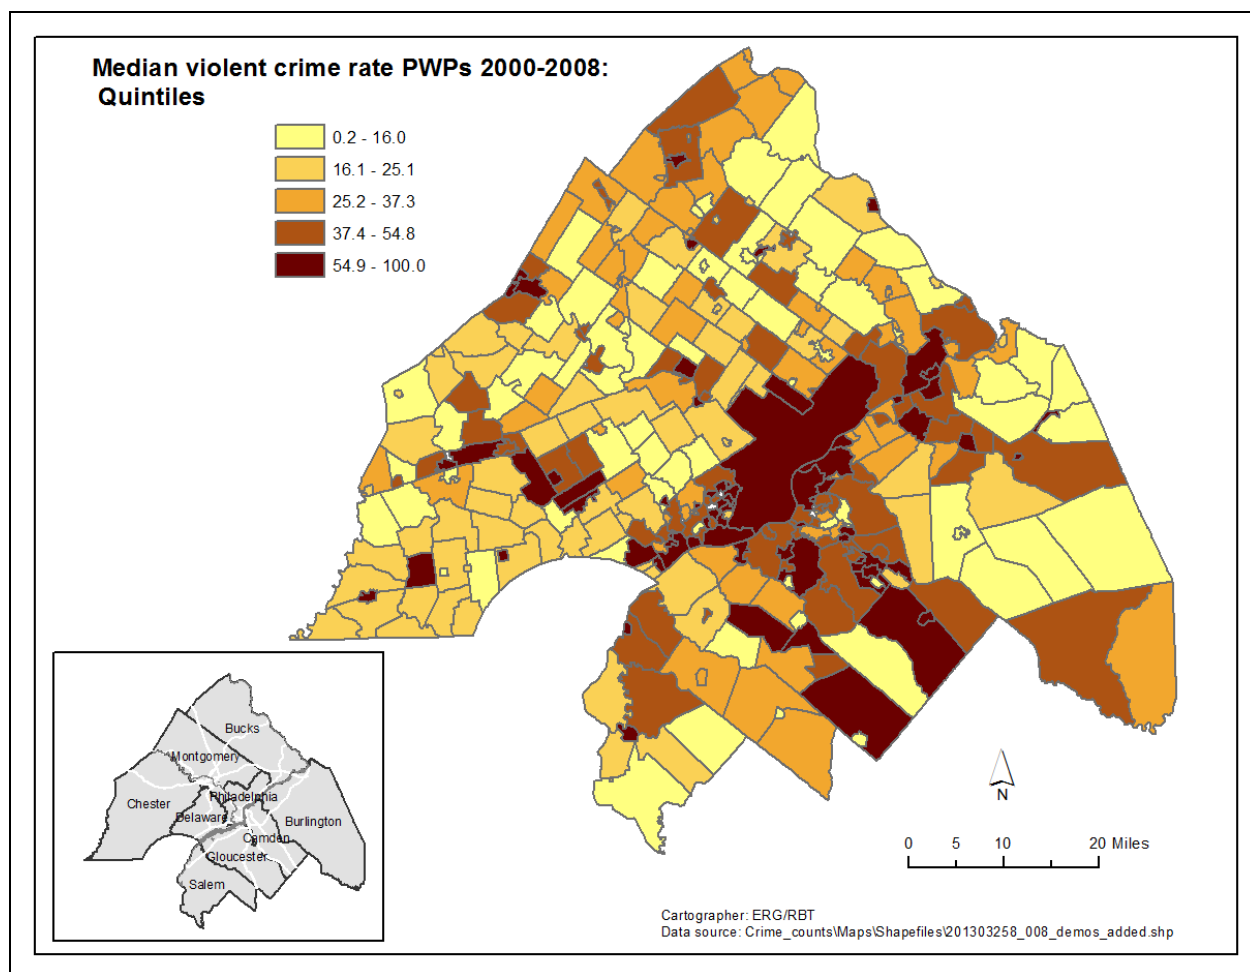 Median violent crime rate PWPs 2000-2008:
Quintiles
0.2 - 16.0
16.1 - 25.1
25.2 - 37.3
37.4 - 54.8
54.9 - 100.0
Bucks
Montgomery
Philadelphia
Chester
Delaware
Burlington
Camden
Gloucester
Salem
N
0 5 10 20 Miles
Cartographer: ERG/RBT
Data source: Crime_counts\Maps\Shapefiles\201303258_008_demos_added.shp